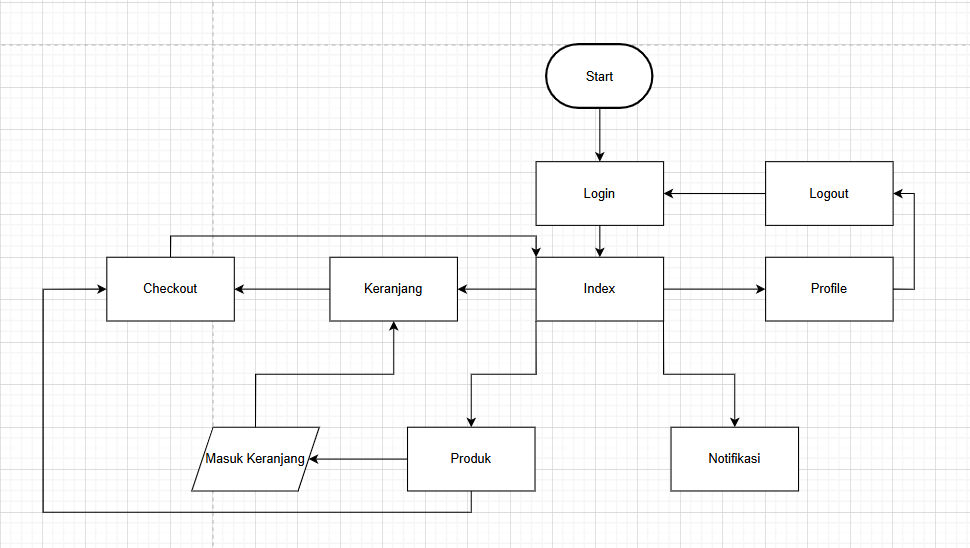 Start
Login
Logout
Checkout
Keranjang
Index
Profile
Masuk Keranjang
Produk
Notifikasi